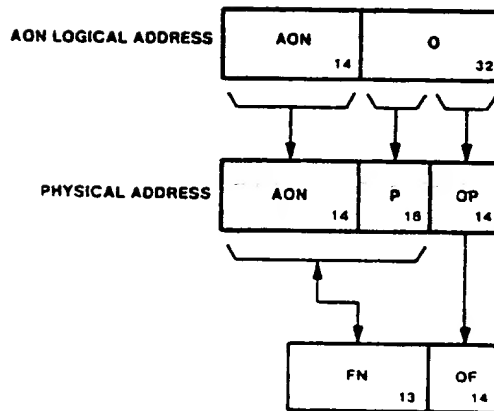 AON LOGICAL ADDRESS
AON
14
O
32
PHYSICAL ADDRESS
AON
14
P
18
OP
14
FN
13
OF
14